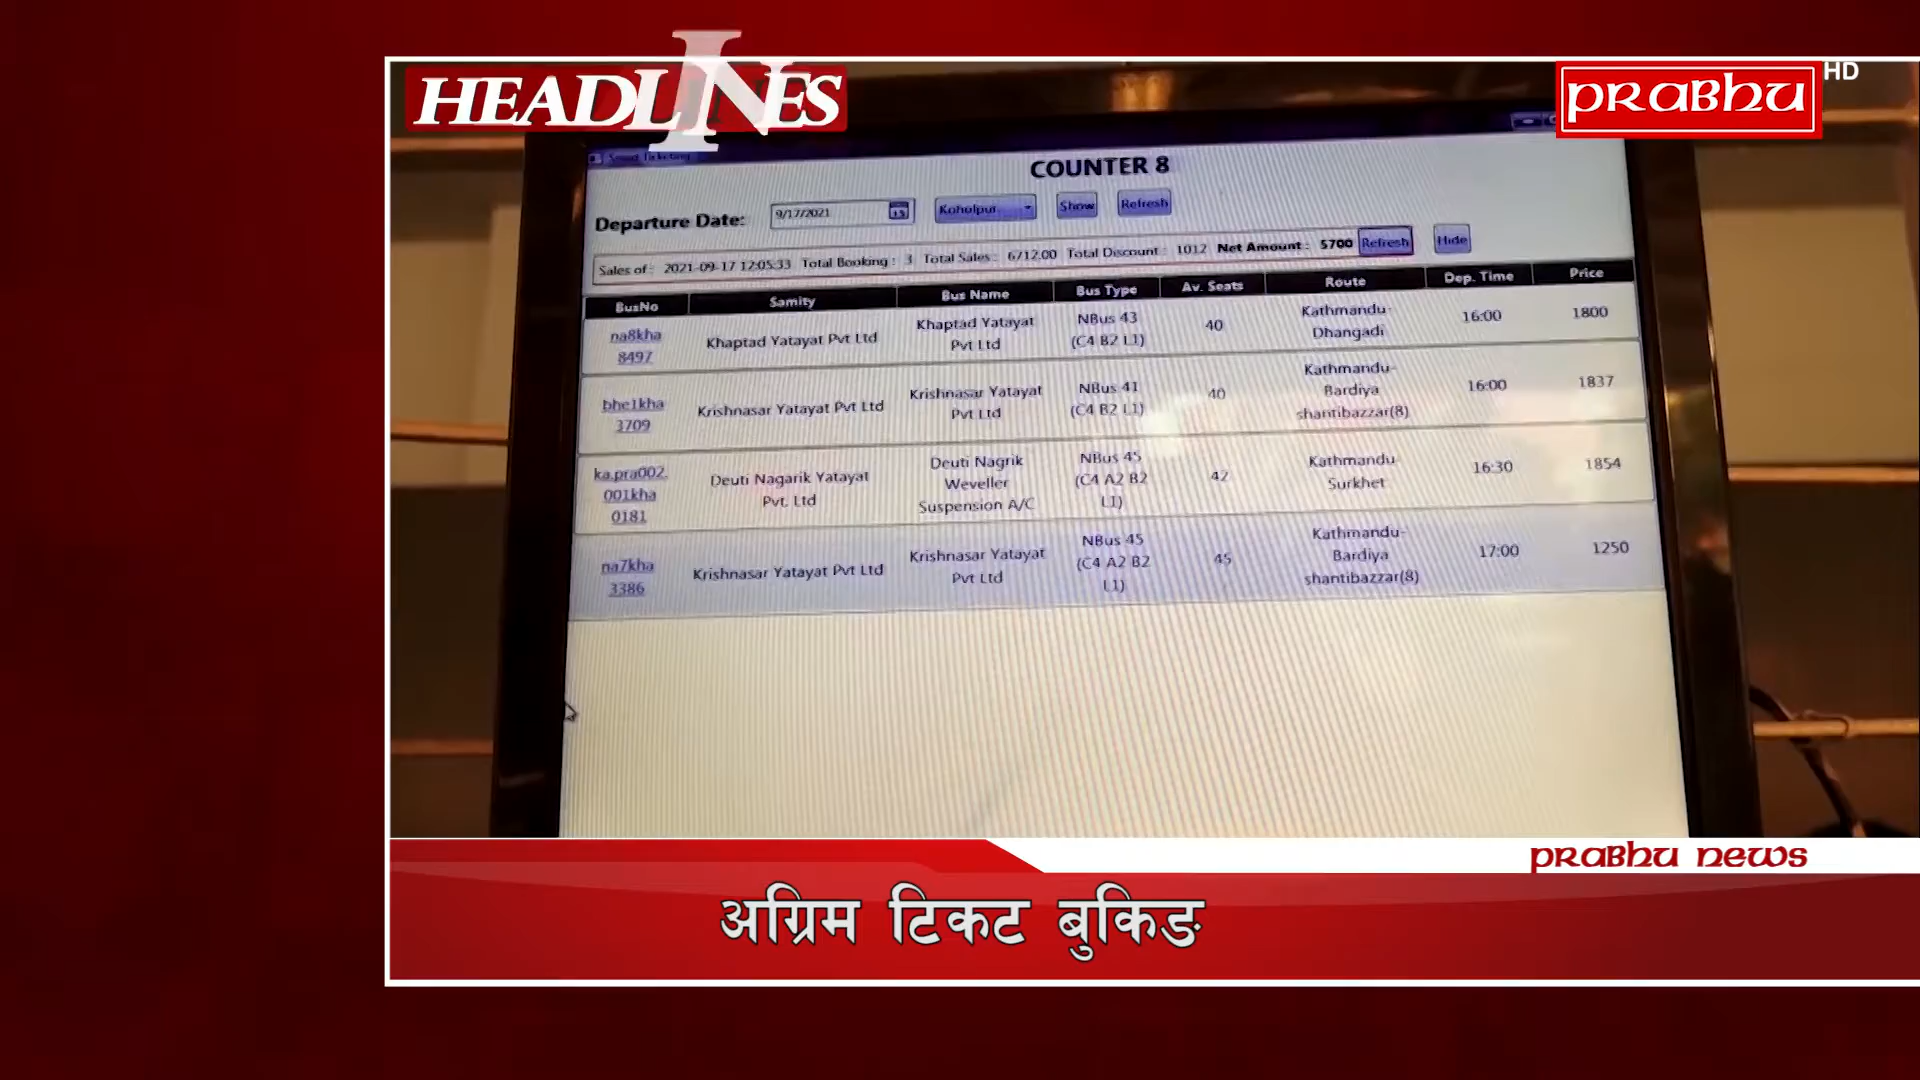 HEADLINES
PRABHU HD
Smart Ticketing
COUNTER 8
Departure Date: 9/17/2021 15 Kohalpur Show Refresh
Sales of : 2021-09-17 12:05:33 Total Booking : 3 Total Sales : 6712.00 Total Discount : 1012 Net Amount : 5700 Refresh Hide
BusNo Samity Bus Name Bus Type Av. Seats Route Dep. Time Price
na8kha 8497 Khaptad Yatayat Pvt Ltd Khaptad Yatayat Pvt Ltd NBus 43 (C4 B2 L1) 40 Kathmandu-Dhangadi 16:00 1800
bhe1kha 3709 Krishnasar Yatayat Pvt Ltd Krishnasar Yatayat Pvt Ltd NBus 41 (C4 B2 L1) 40 Kathmandu-Bardiya shantibazzar(8) 16:00 1837
ka.pra002.001kha 0181 Deuti Nagarik Yatayat Pvt. Ltd Deuti Nagrik Weveller Suspension A/C NBus 45 (C4 A2 B2 L1) 42 Kathmandu-Surkhet 16:30 1854
na7kha 3386 Krishnasar Yatayat Pvt Ltd Krishnasar Yatayat Pvt Ltd NBus 45 (C4 A2 B2 L1) 45 Kathmandu-Bardiya shantibazzar(8) 17:00 1250
PRABHU NEWS
अग्रिम टिकट बुकिङ